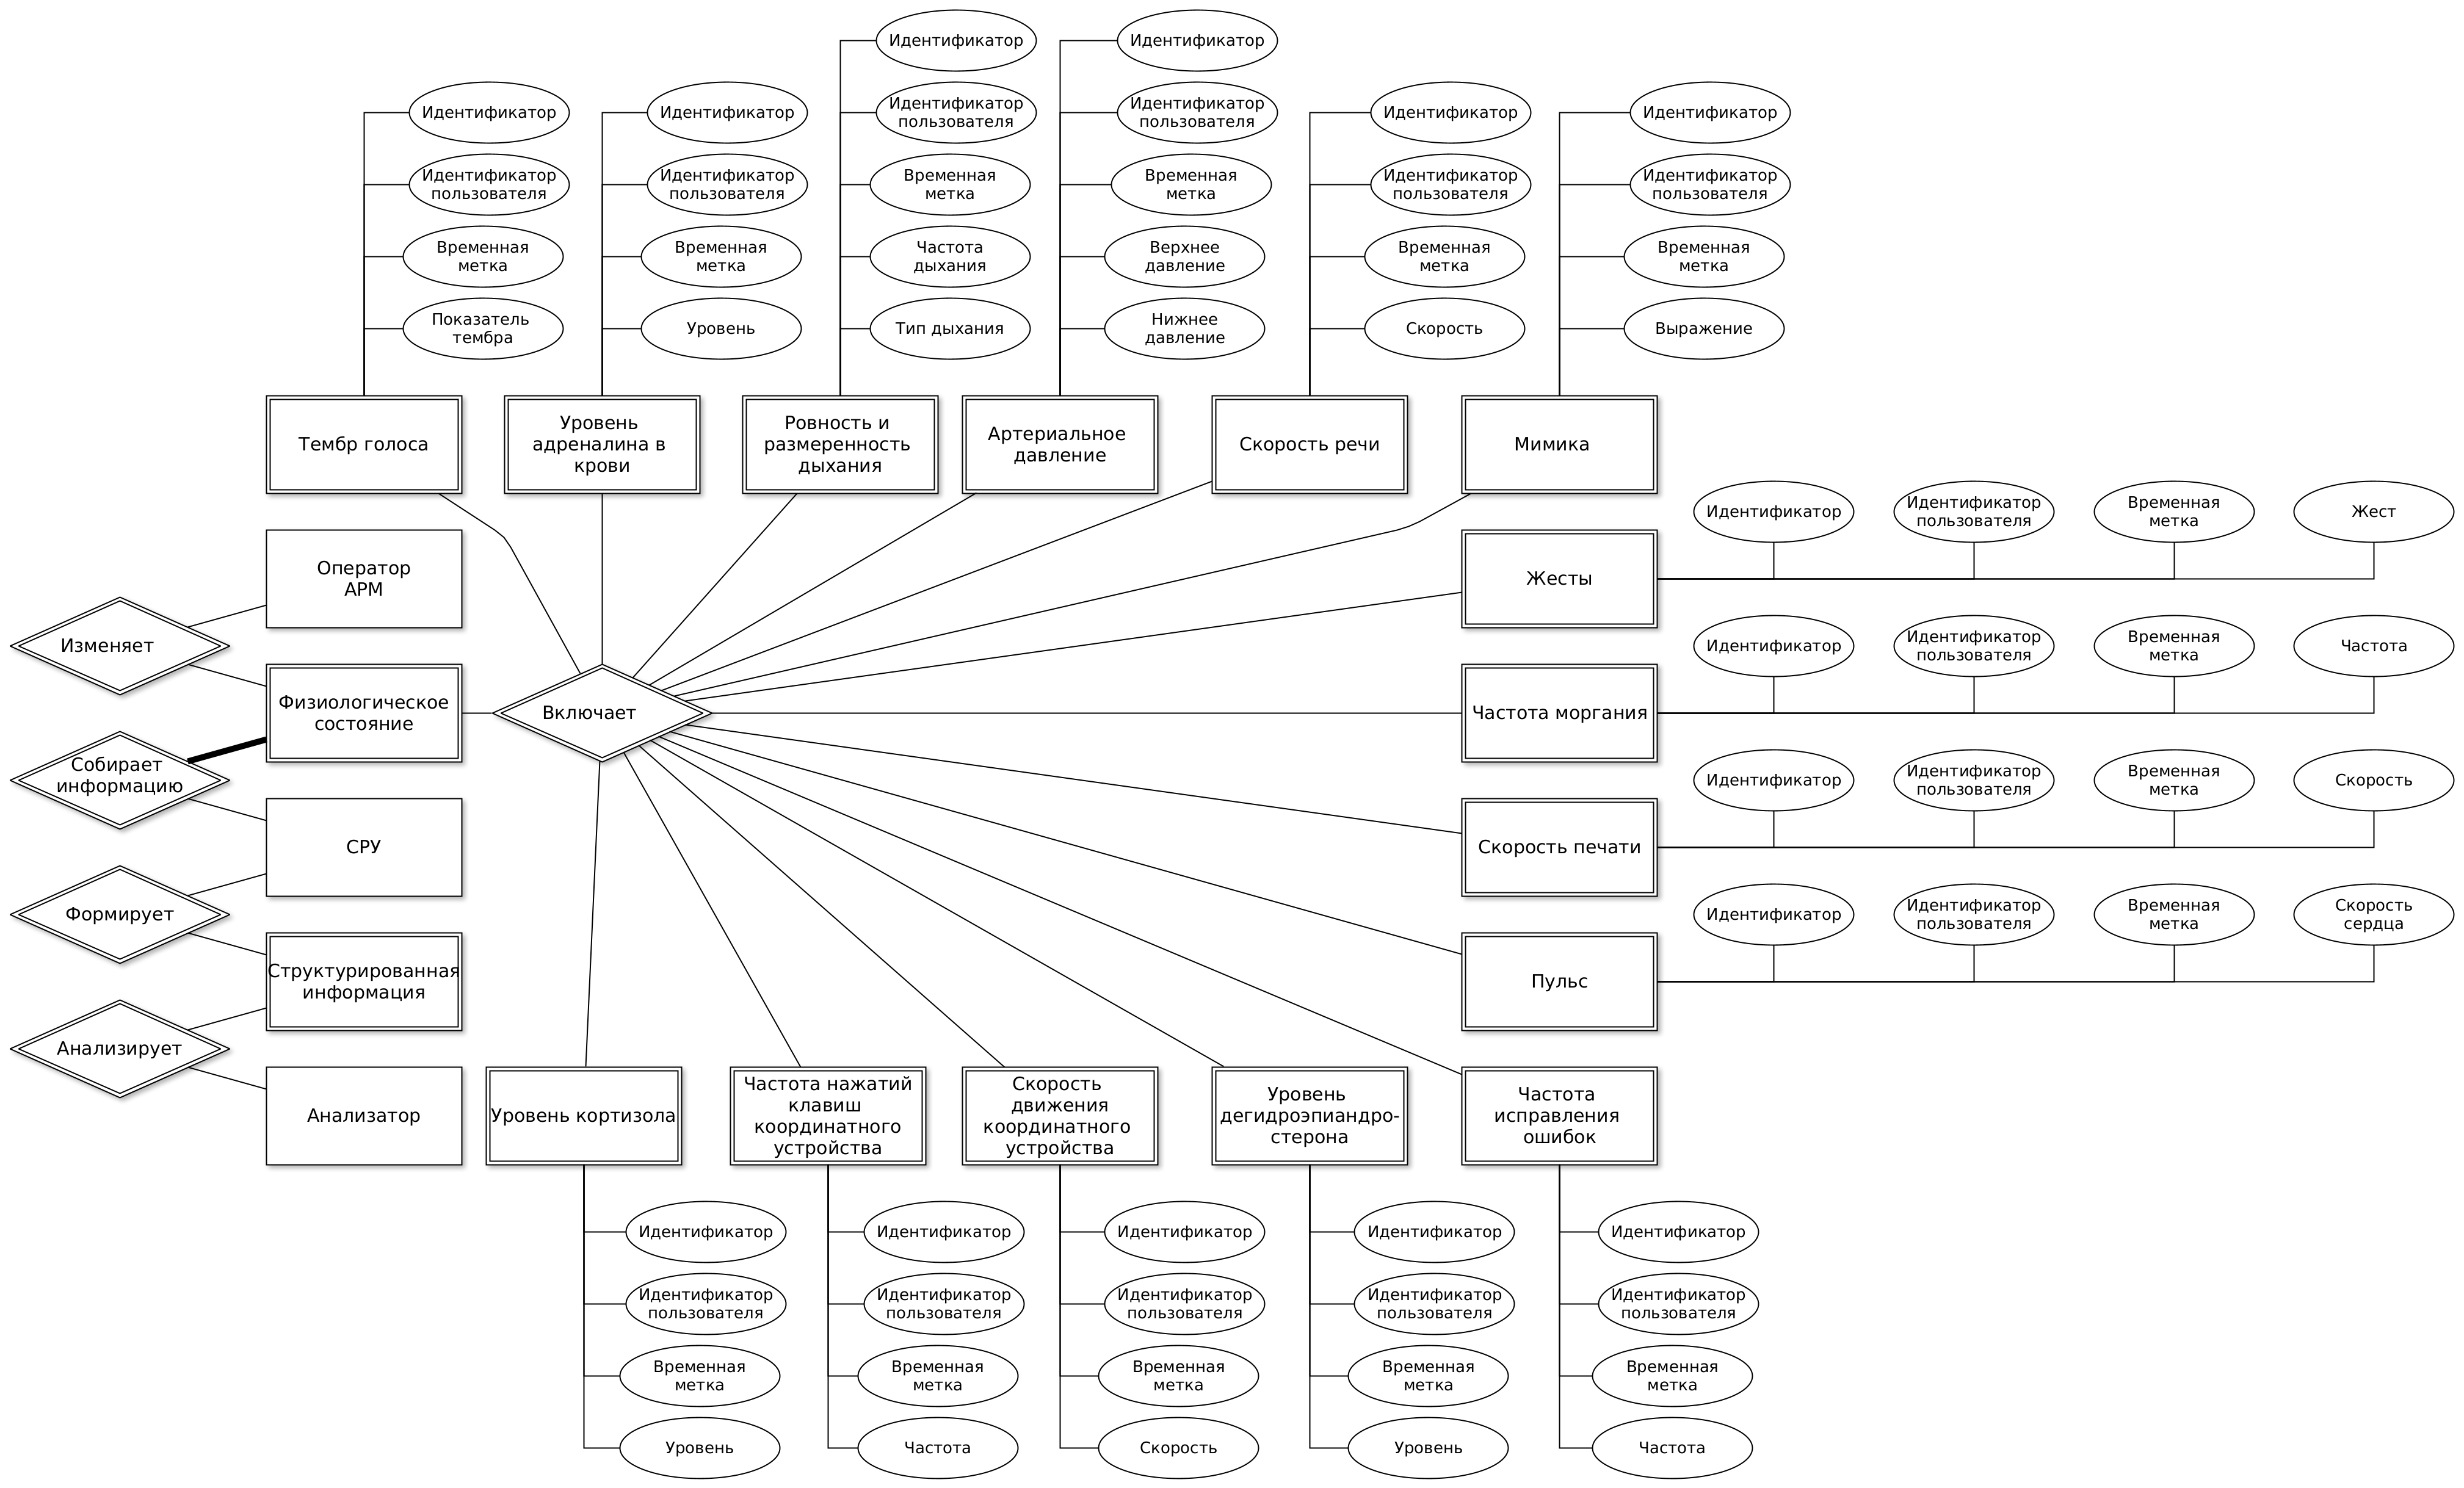 Идентификатор
Идентификатор
Идентификатор
Идентификатор
Идентификатор
пользователя
Идентификатор
пользователя
Идентификатор
Идентификатор
Идентификатор
пользователя
Идентификатор
пользователя
Временная
метка
Временная
метка
Идентификатор
пользователя
Идентификатор
пользователя
Временная
метка
Временная
метка
Частота
дыхания
Верхнее
давление
Временная
метка
Временная
метка
Показатель
тембра
Уровень
Тип дыхания
Нижнее
давление
Скорость
Выражение
Тембр голоса
Уровень
адреналина в
крови
Ровность и
размеренность
дыхания
Артериальное
давление
Скорость речи
Мимика
Идентификатор
Идентификатор
пользователя
Временная
метка
Жест
Оператор
АРМ
Жесты
Изменяет
Идентификатор
Идентификатор
пользователя
Временная
метка
Частота
Физиологическое
состояние
Включает
Частота моргания
Собирает
информацию
Идентификатор
Идентификатор
пользователя
Временная
метка
Скорость
СРУ
Скорость печати
Формирует
Идентификатор
Идентификатор
пользователя
Временная
метка
Скорость
сердца
Структурированная
информация
Пульс
Анализирует
Анализатор
Уровень кортизола
Частота нажатий
клавиш
координатного
устройства
Скорость
движения
координатного
устройства
Уровень
дегидроэпиандро-
стерона
Частота
исправления
ошибок
Идентификатор
Идентификатор
Идентификатор
Идентификатор
Идентификатор
Идентификатор
пользователя
Идентификатор
пользователя
Идентификатор
пользователя
Идентификатор
пользователя
Идентификатор
пользователя
Временная
метка
Временная
метка
Временная
метка
Временная
метка
Временная
метка
Уровень
Частота
Скорость
Уровень
Частота